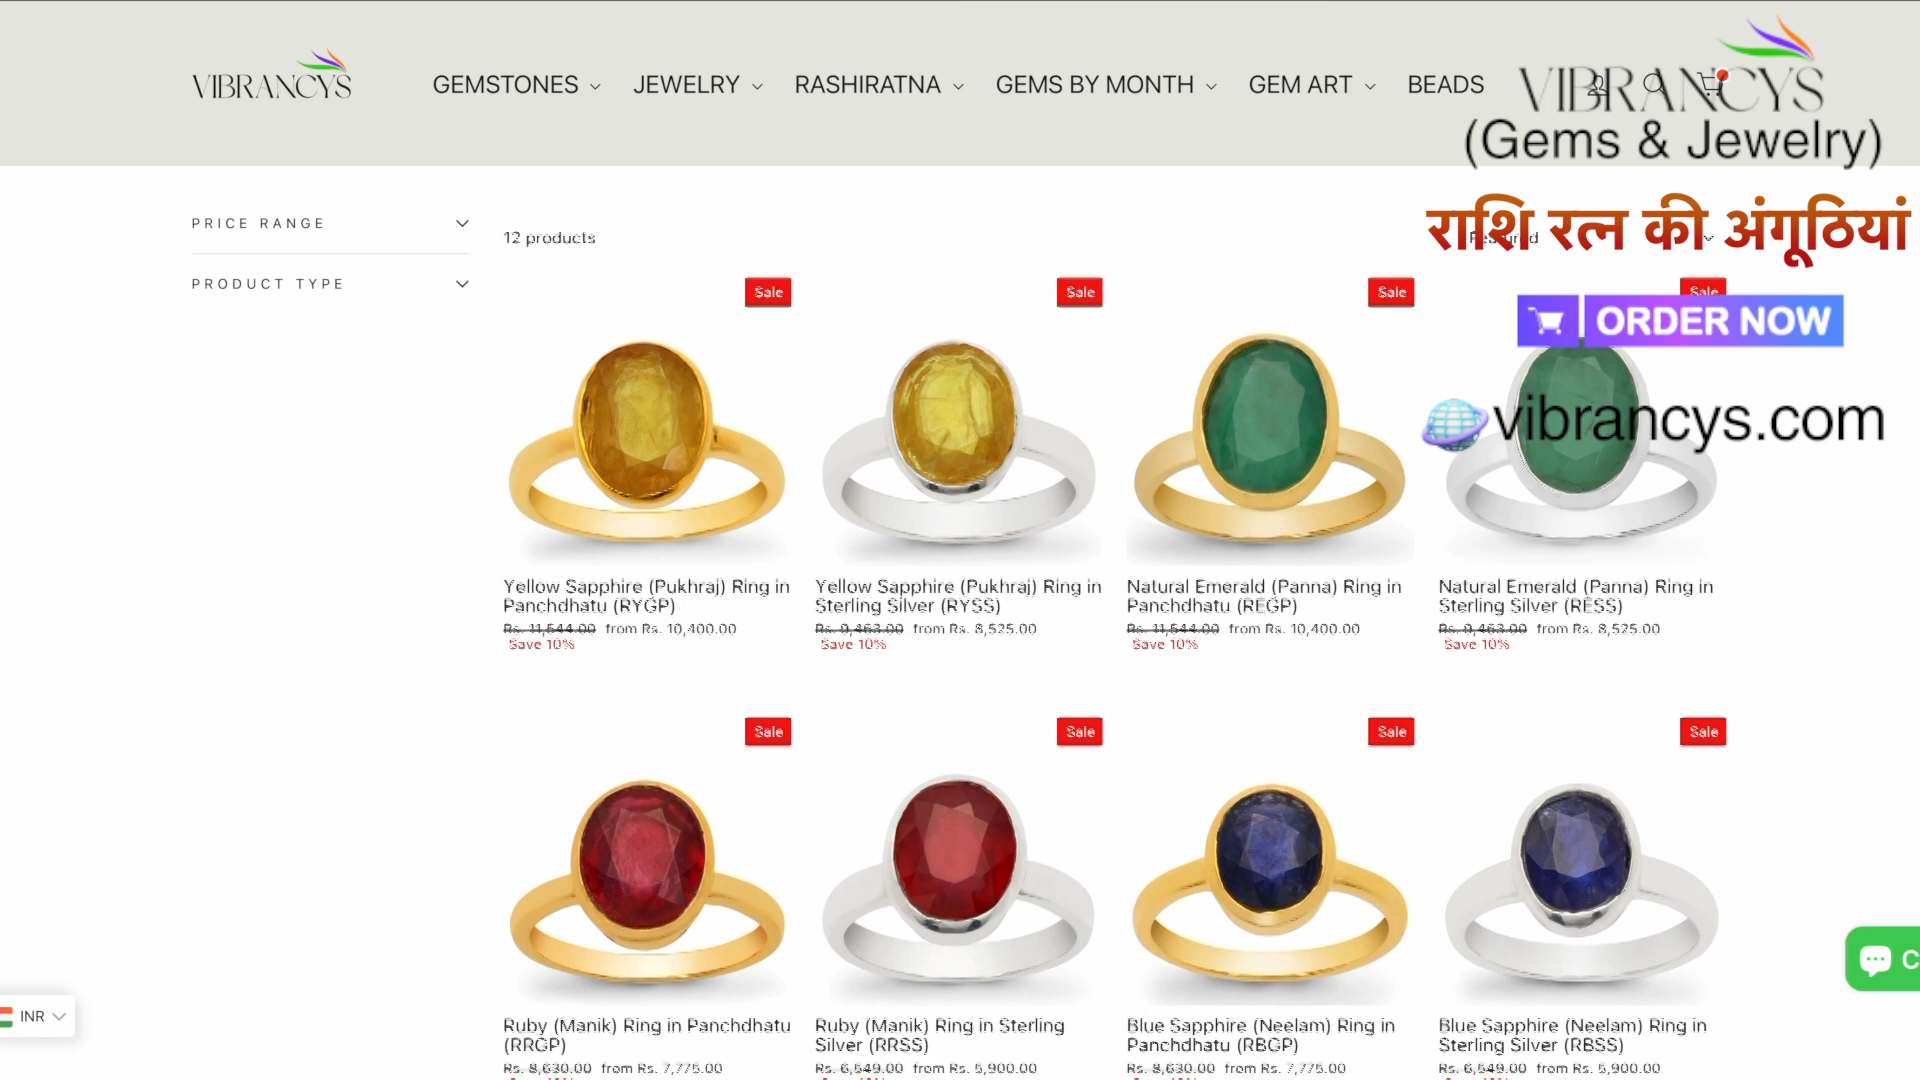 VIBRANCYS
GEMSTONES JEWELRY RASHIRATNA GEMS BY MONTH GEM ART BEADS
VIBRANCYS
(Gems & Jewelry)
राशि रत्न की अंगूठियां
PRICE RANGE
PRODUCT TYPE
12 products
Featured
Sale Sale Sale Sale
ORDER NOW
vibrancys.com
Yellow Sapphire (Pukhraj) Ring in
Panchdhatu (RYGP)
Rs. 11,544.00 from Rs. 10,400.00
Save 10%
Yellow Sapphire (Pukhraj) Ring in
Sterling Silver (RYSS)
Rs. 9,463.00 from Rs. 8,525.00
Save 10%
Natural Emerald (Panna) Ring in
Panchdhatu (REGP)
Rs. 11,544.00 from Rs. 10,400.00
Save 10%
Natural Emerald (Panna) Ring in
Sterling Silver (RESS)
Rs. 9,463.00 from Rs. 8,525.00
Save 10%
Sale Sale Sale Sale
Ruby (Manik) Ring in Panchdhatu
(RRGP)
Rs. 8,630.00 from Rs. 7,775.00
Ruby (Manik) Ring in Sterling
Silver (RRSS)
Rs. 6,549.00 from Rs. 5,900.00
Blue Sapphire (Neelam) Ring in
Panchdhatu (RBGP)
Rs. 8,630.00 from Rs. 7,775.00
Blue Sapphire (Neelam) Ring in
Sterling Silver (RBSS)
Rs. 6,549.00 from Rs. 5,900.00
INR